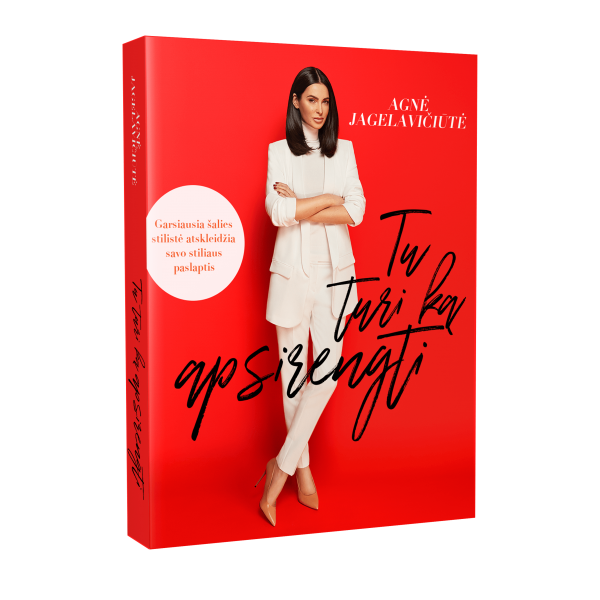 AGNĖ
JAGELAVIČIŪTĖ
Garsiausia šalies
stilistė atskleidžia
savo stiliaus
paslaptis
Tu
turi ką
apsirengti
AGNĖ
JAGELAVIČIŪTĖ
Tu turi ką apsirengti